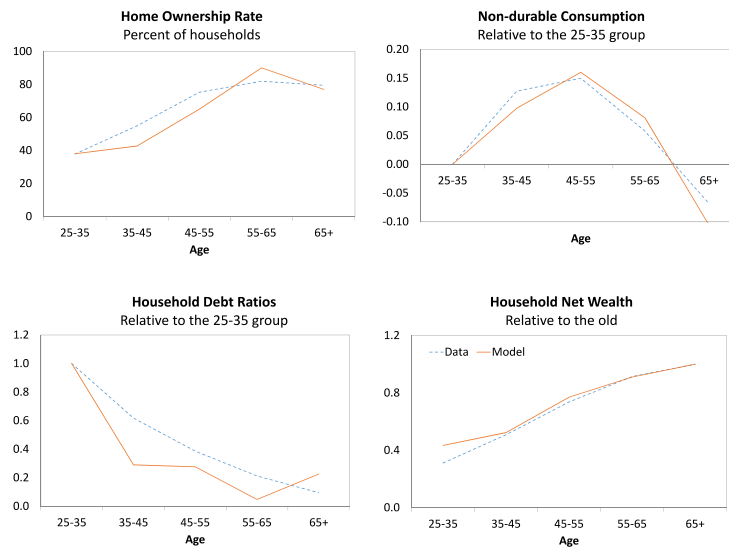 Home Ownership Rate
Percent of households
100
80
60
40
20
0
25-35 35-45 45-55 55-65 65+
Age
Non-durable Consumption
Relative to the 25-35 group
0.20
0.15
0.10
0.05
0.00
-0.05
-0.10
25-35 35-45 45-55 55-65 65+
Age
Household Debt Ratios
Relative to the 25-35 group
1.2
1.0
0.8
0.6
0.4
0.2
0.0
25-35 35-45 45-55 55-65 65+
Age
Household Net Wealth
Relative to the old
1.2
0.8
0.4
0.0
Data Model
25-35 35-45 45-55 55-65 65+
Age